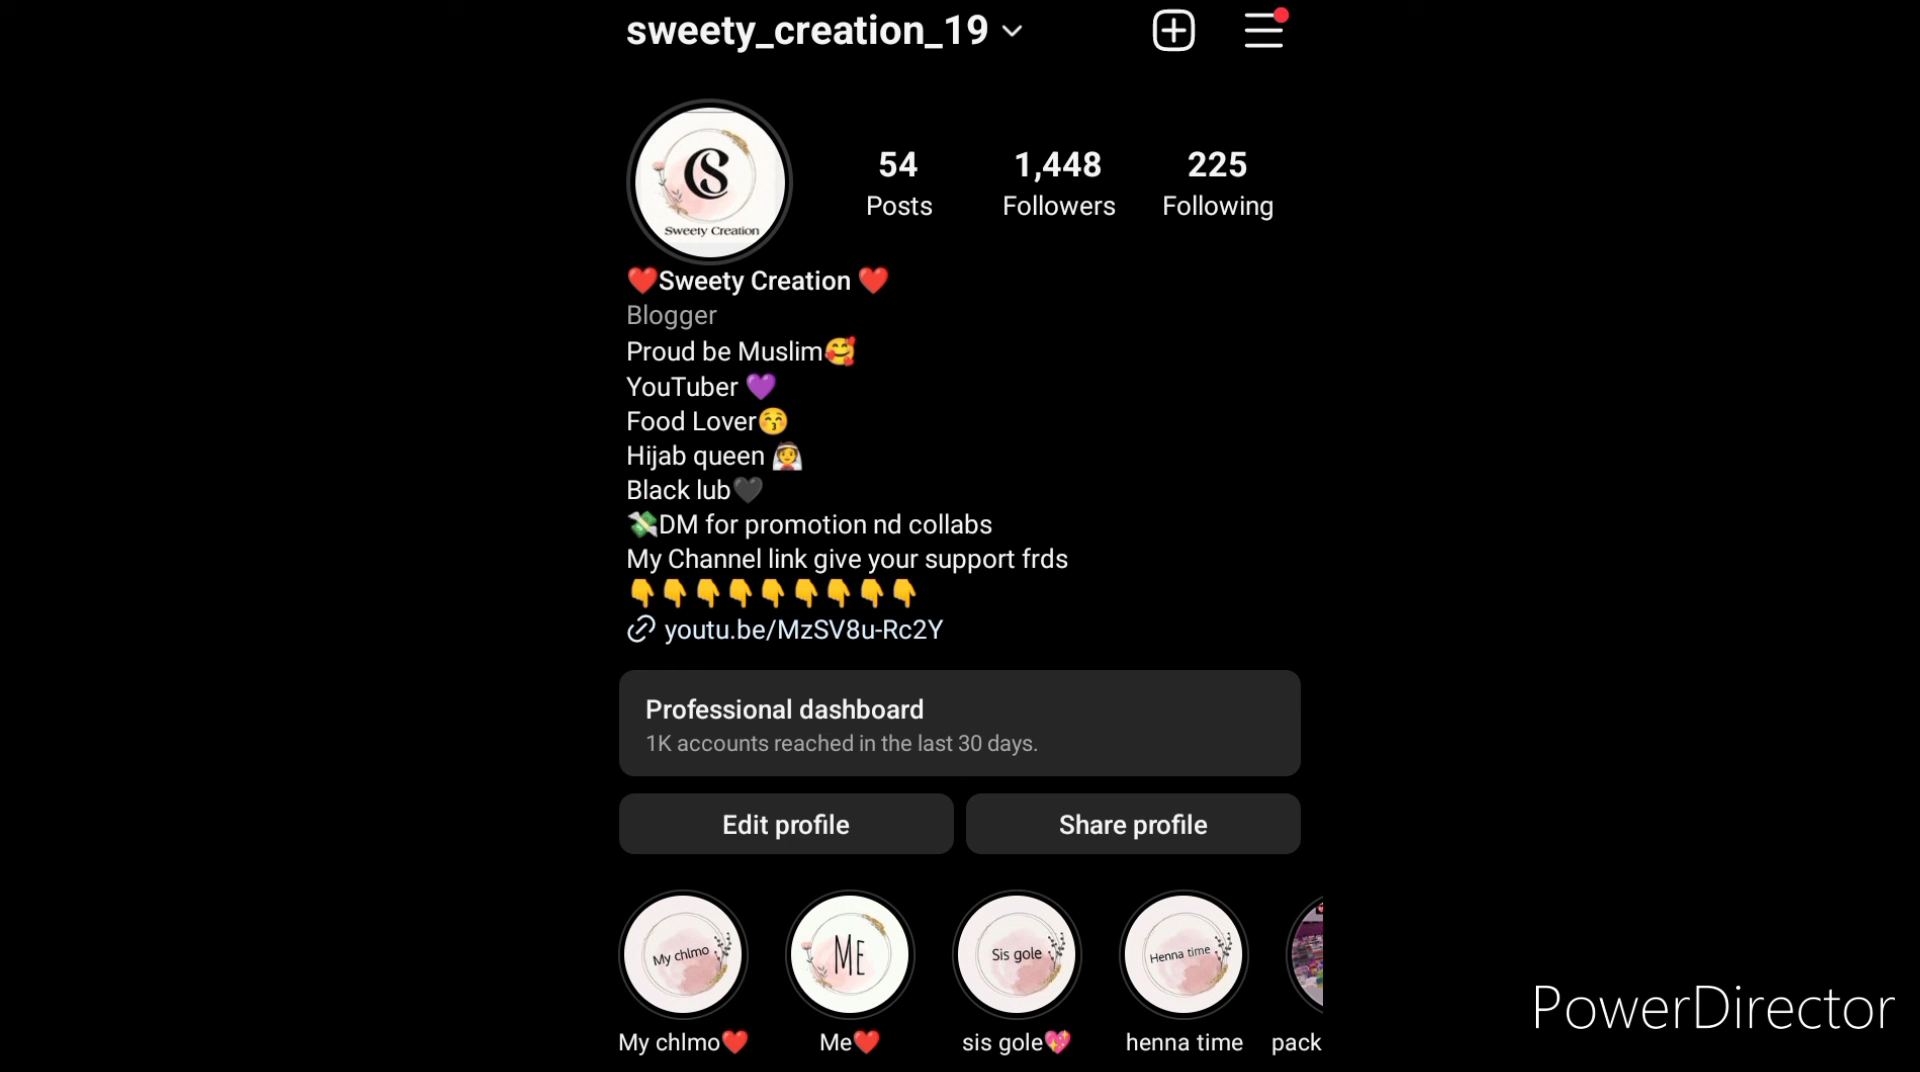 sweety_creation_19
CS
Sweety Creation
54
Posts
1,448
Followers
225
Following
❤️Sweety Creation ❤️
Blogger
Proud be Muslim🥰
YouTuber 💜
Food Lover😚
Hijab queen 👰
Black lub🖤
💸DM for promotion nd collabs
My Channel link give your support frds
👇👇👇👇👇👇👇👇👇
youtu.be/MzSV8u-Rc2Y
Professional dashboard
1K accounts reached in the last 30 days.
Edit profile
Share profile
My chlmo
ME
Sis gole
Henna time
My chlmo❤️
Me❤️
sis gole💖
henna time
pack
PowerDirector